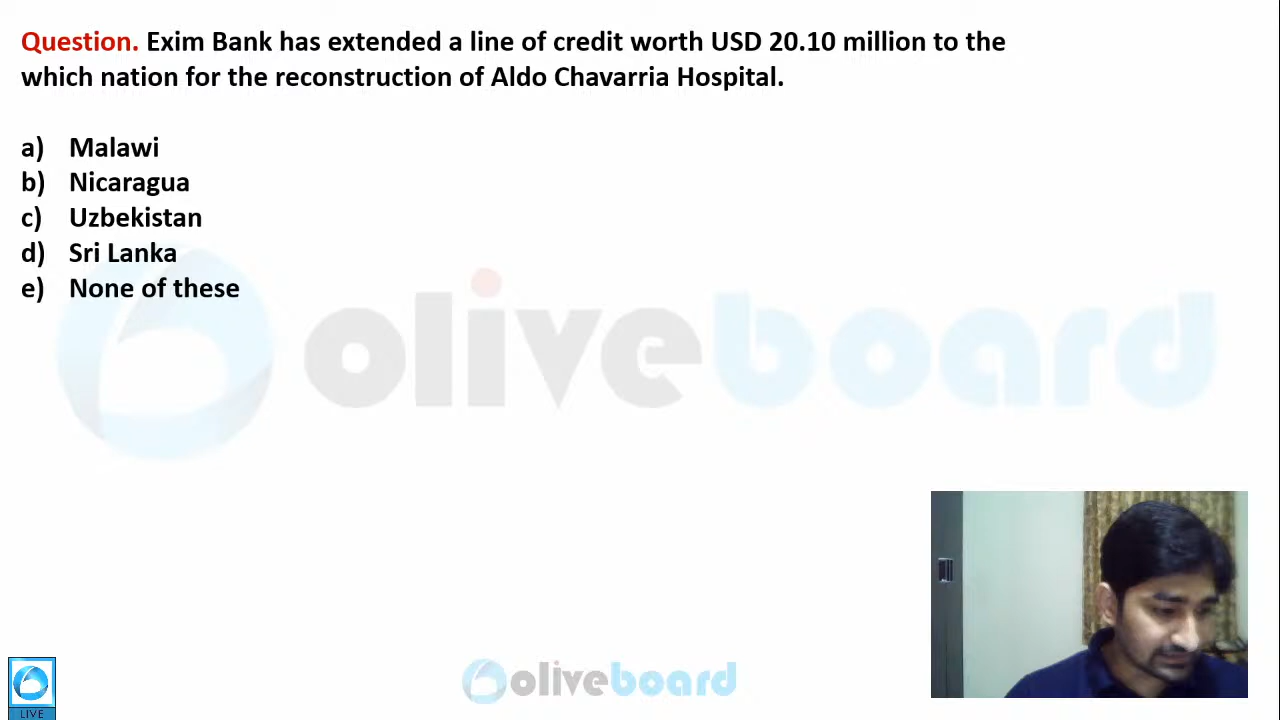 Question. Exim Bank has extended a line of credit worth USD 20.10 million to the
which nation for the reconstruction of Aldo Chavarria Hospital.
a) Malawi
b) Nicaragua
c) Uzbekistan
d) Sri Lanka
e) None of these
oliveboard
oliveboard
LIVE